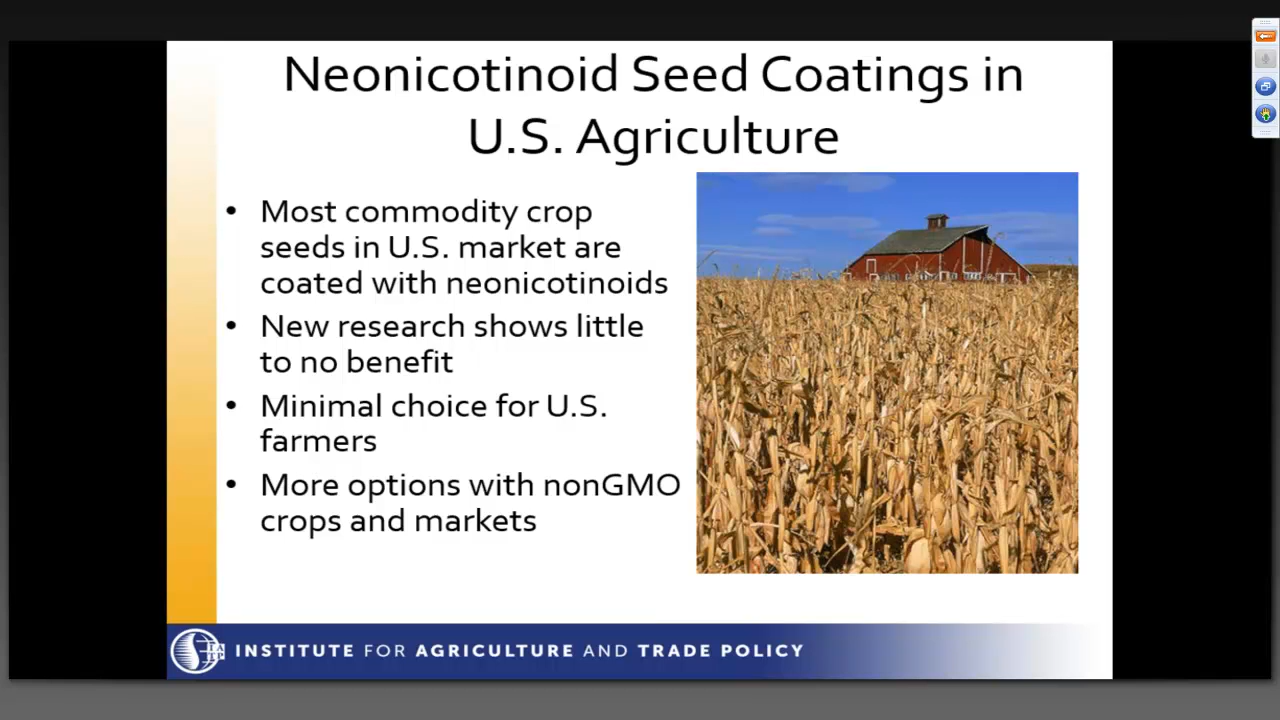 Neonicotinoid Seed Coatings in
U.S. Agriculture
• Most commodity crop
seeds in U.S. market are
coated with neonicotinoids
• New research shows little
to no benefit
• Minimal choice for U.S.
farmers
• More options with nonGMO
crops and markets
INSTITUTE FOR AGRICULTURE AND TRADE POLICY